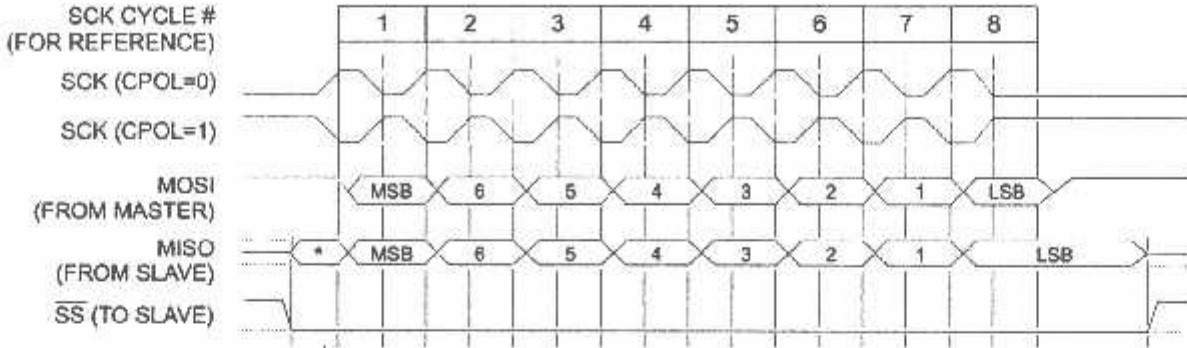 SCK CYCLE #
(FOR REFERENCE)
1 2 3 4 5 6 7 8
SCK (CPOL=0)
SCK (CPOL=1)
MOSI
(FROM MASTER)
MSB 6 5 4 3 2 1 LSB
MISO
(FROM SLAVE)
* MSB 6 5 4 3 2 1 LSB
SS (TO SLAVE)